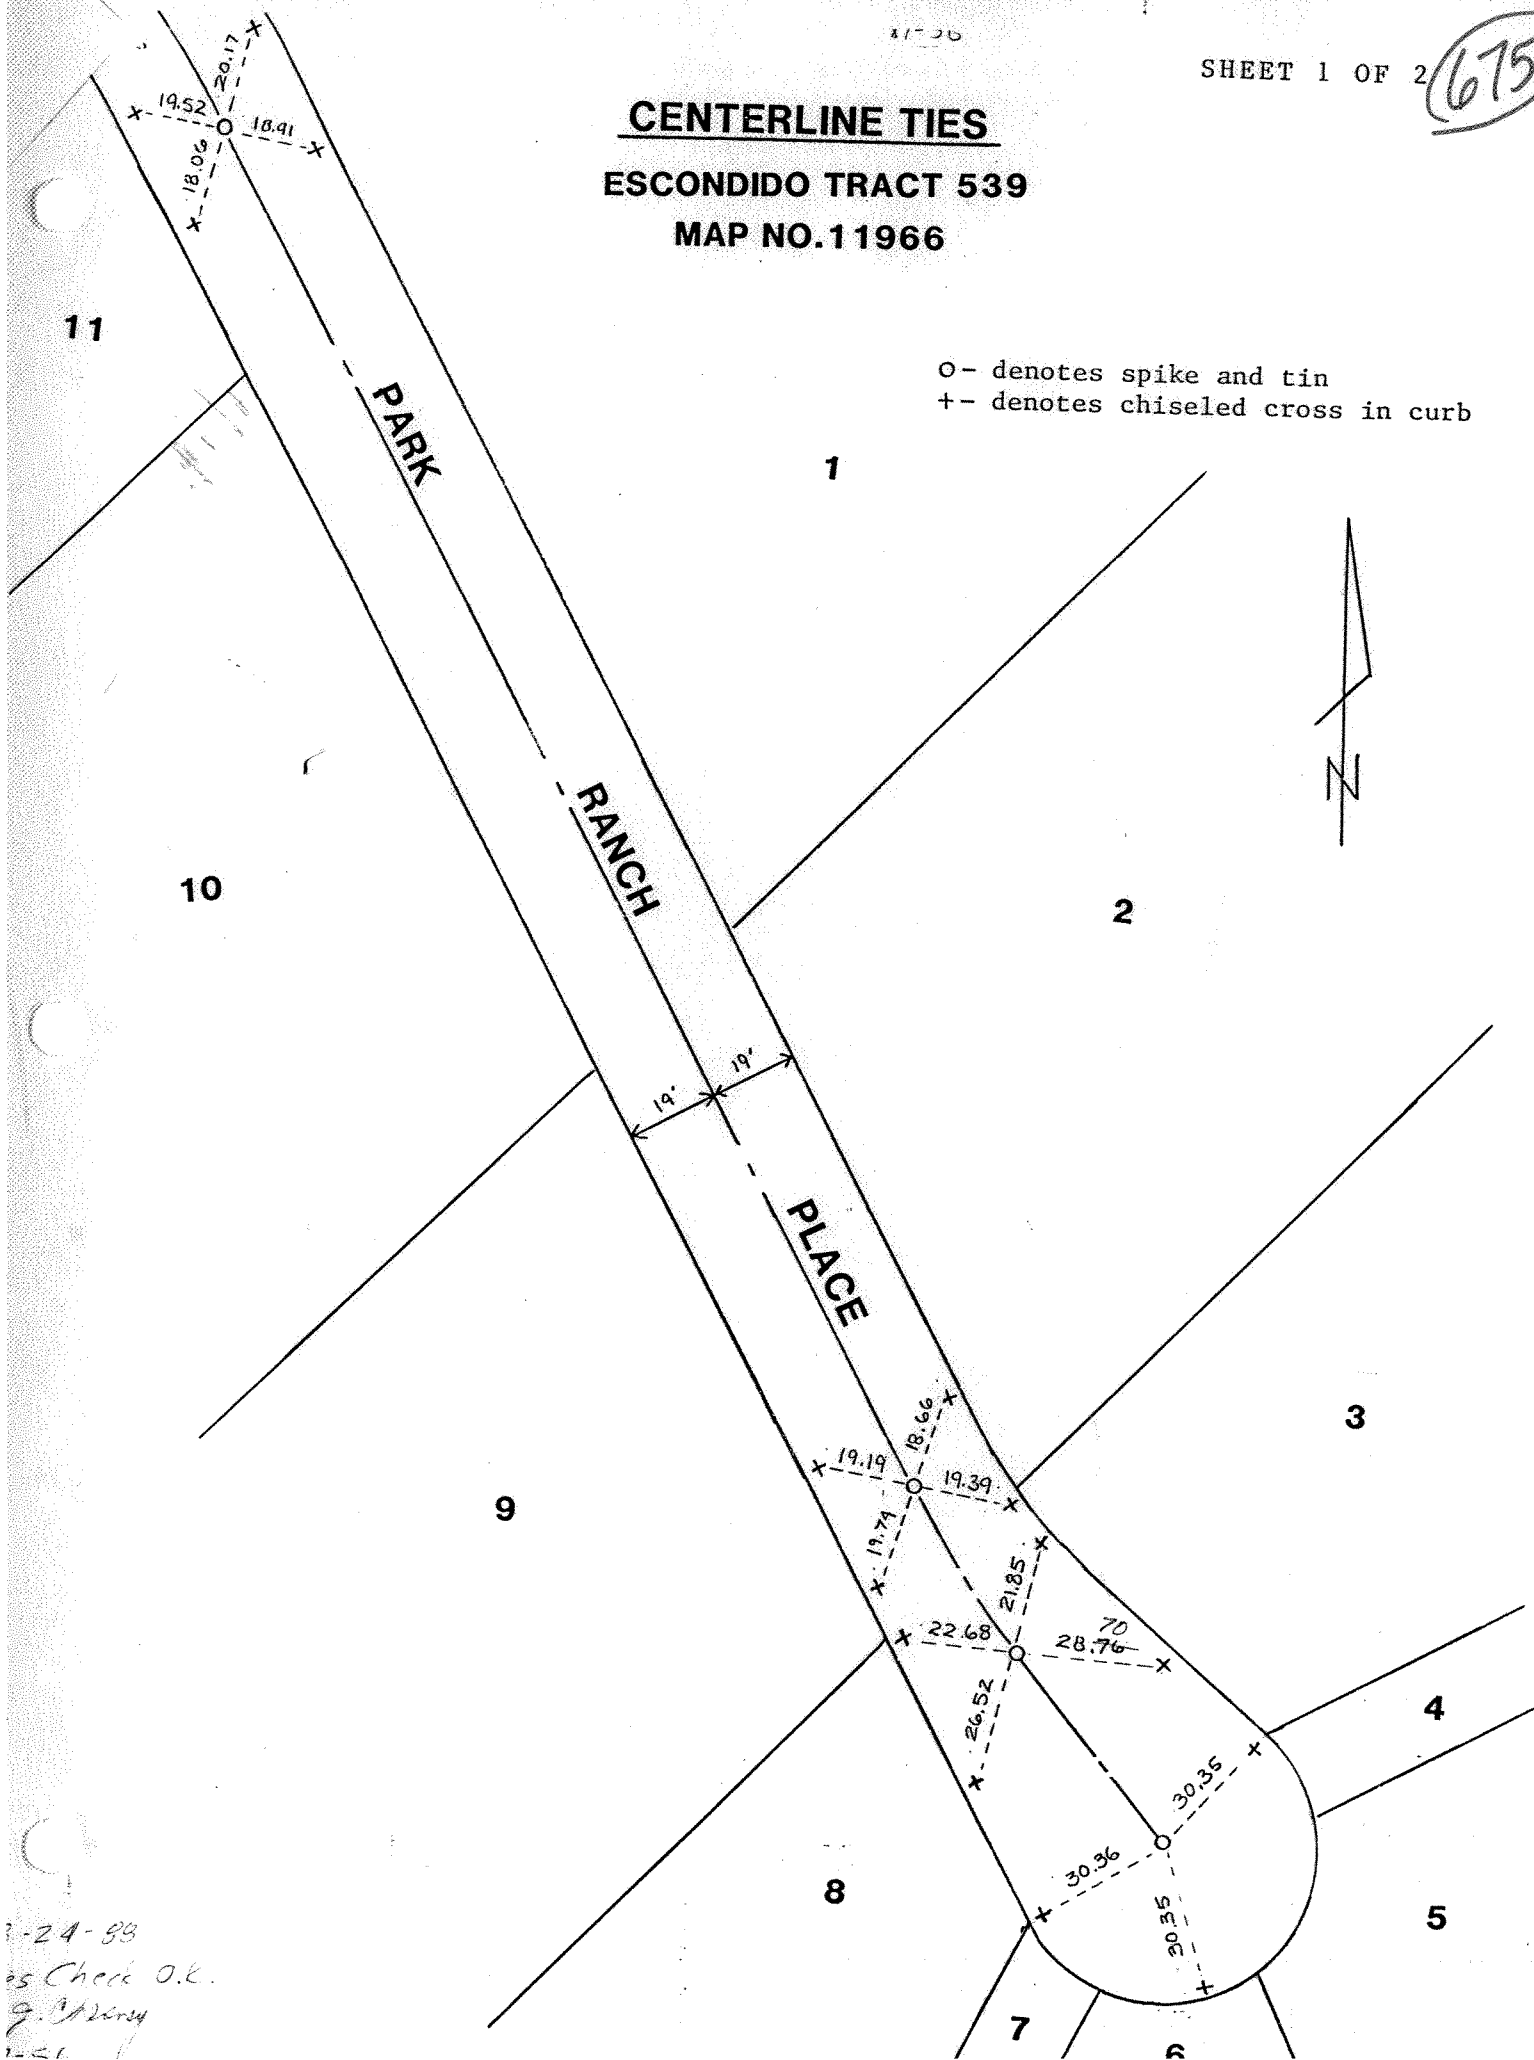 SHEET 1 OF 2
675
CENTERLINE TIES
ESCONDIDO TRACT 539
MAP NO.11966
20.17
19.52
18.91
18.06
11
O- denotes spike and tin
+- denotes chiseled cross in curb
PARK
1
N
RANCH
10
2
19'
19'
PLACE
3
18.66
19.19
19.39
9
19.74
21.85
22.68
70
28.76
26.52
4
30.35
30.36
30.35
8
5
-24-88
Check O.K.
7
6